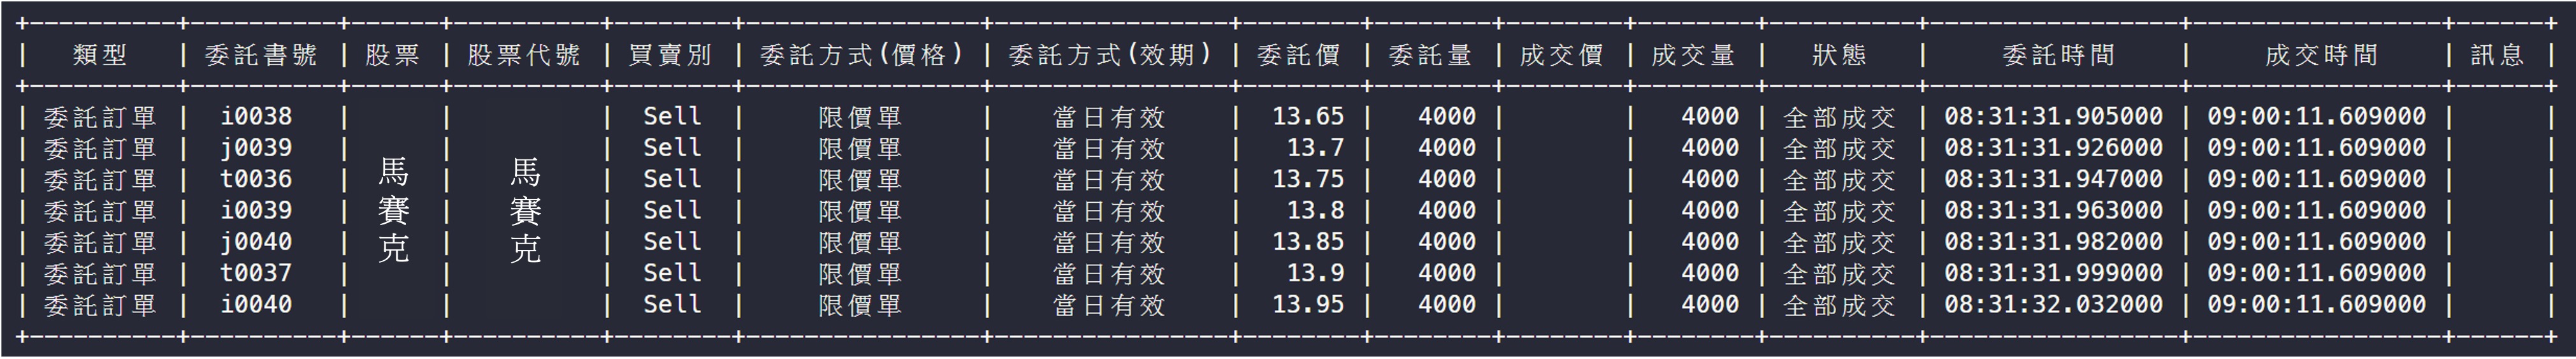 類型 | 委託書號 | 股票 | 股票代號 | 買賣別 | 委託方式(價格) | 委託方式(效期) | 委託價 | 委託量 | 成交價 | 成交量 | 狀態 | 委託時間 | 成交時間 | 訊息
委託訂單 | i0038 | | | Sell | 限價單 | 當日有效 | 13.65 | 4000 | | 4000 | 全部成交 | 08:31:31.905000 | 09:00:11.609000 | |
委託訂單 | j0039 | | | Sell | 限價單 | 當日有效 | 13.7 | 4000 | | 4000 | 全部成交 | 08:31:31.926000 | 09:00:11.609000 | |
委託訂單 | t0036 | | | Sell | 限價單 | 當日有效 | 13.75 | 4000 | | 4000 | 全部成交 | 08:31:31.947000 | 09:00:11.609000 | |
委託訂單 | i0039 | | | Sell | 限價單 | 當日有效 | 13.8 | 4000 | | 4000 | 全部成交 | 08:31:31.963000 | 09:00:11.609000 | |
委託訂單 | j0040 | | | Sell | 限價單 | 當日有效 | 13.85 | 4000 | | 4000 | 全部成交 | 08:31:31.982000 | 09:00:11.609000 | |
委託訂單 | t0037 | | | Sell | 限價單 | 當日有效 | 13.9 | 4000 | | 4000 | 全部成交 | 08:31:31.999000 | 09:00:11.609000 | |
委託訂單 | i0040 | | | Sell | 限價單 | 當日有效 | 13.95 | 4000 | | 4000 | 全部成交 | 08:31:32.032000 | 09:00:11.609000 | |
馬賽克
馬賽克